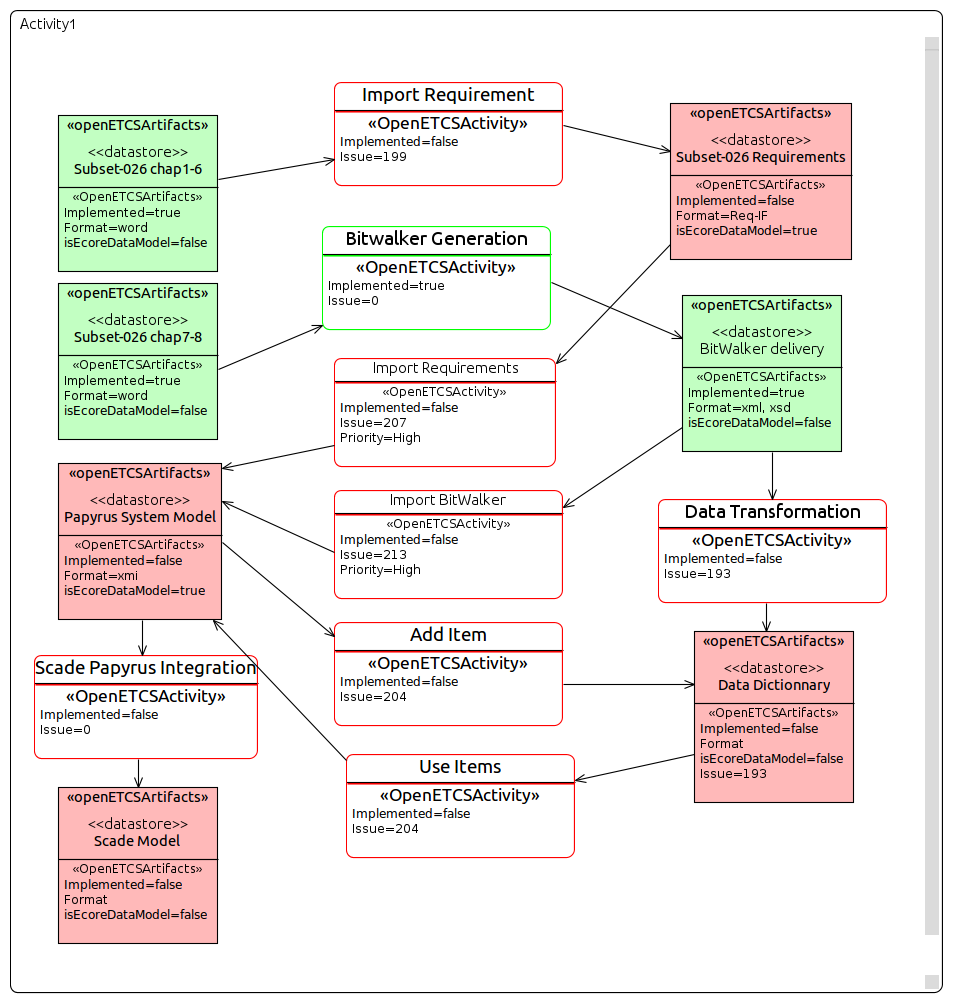 Activity1
Import Requirement
«OpenETCSActivity»
Implemented=false
Issue=199
«openETCSArtifacts»
<<datastore>>
Subset-026 chap1-6
«OpenETCSArtifacts»
Implemented=true
Format=word
isEcoreDataModel=false
«openETCSArtifacts»
<<datastore>>
Subset-026 Requirements
«OpenETCSArtifacts»
Implemented=false
Format=Req-IF
isEcoreDataModel=true
Bitwalker Generation
«OpenETCSActivity»
Implemented=true
Issue=0
«openETCSArtifacts»
<<datastore>>
Subset-026 chap7-8
«OpenETCSArtifacts»
Implemented=true
Format=word
isEcoreDataModel=false
«openETCSArtifacts»
<<datastore>>
BitWalker delivery
«OpenETCSArtifacts»
Implemented=true
Format=xml, xsd
isEcoreDataModel=false
Import Requirements
«OpenETCSActivity»
Implemented=false
Issue=207
Priority=High
«openETCSArtifacts»
<<datastore>>
Papyrus System Model
«OpenETCSArtifacts»
Implemented=false
Format=xmi
isEcoreDataModel=true
Import BitWalker
«OpenETCSActivity»
Implemented=false
Issue=213
Priority=High
Data Transformation
«OpenETCSActivity»
Implemented=false
Issue=193
Add Item
«OpenETCSActivity»
Implemented=false
Issue=204
«openETCSArtifacts»
<<datastore>>
Data Dictionnary
«OpenETCSArtifacts»
Implemented=false
Format
isEcoreDataModel=false
Issue=193
Scade Papyrus Integration
«OpenETCSActivity»
Implemented=false
Issue=0
Use Items
«OpenETCSActivity»
Implemented=false
Issue=204
«openETCSArtifacts»
<<datastore>>
Scade Model
«OpenETCSArtifacts»
Implemented=false
Format
isEcoreDataModel=false